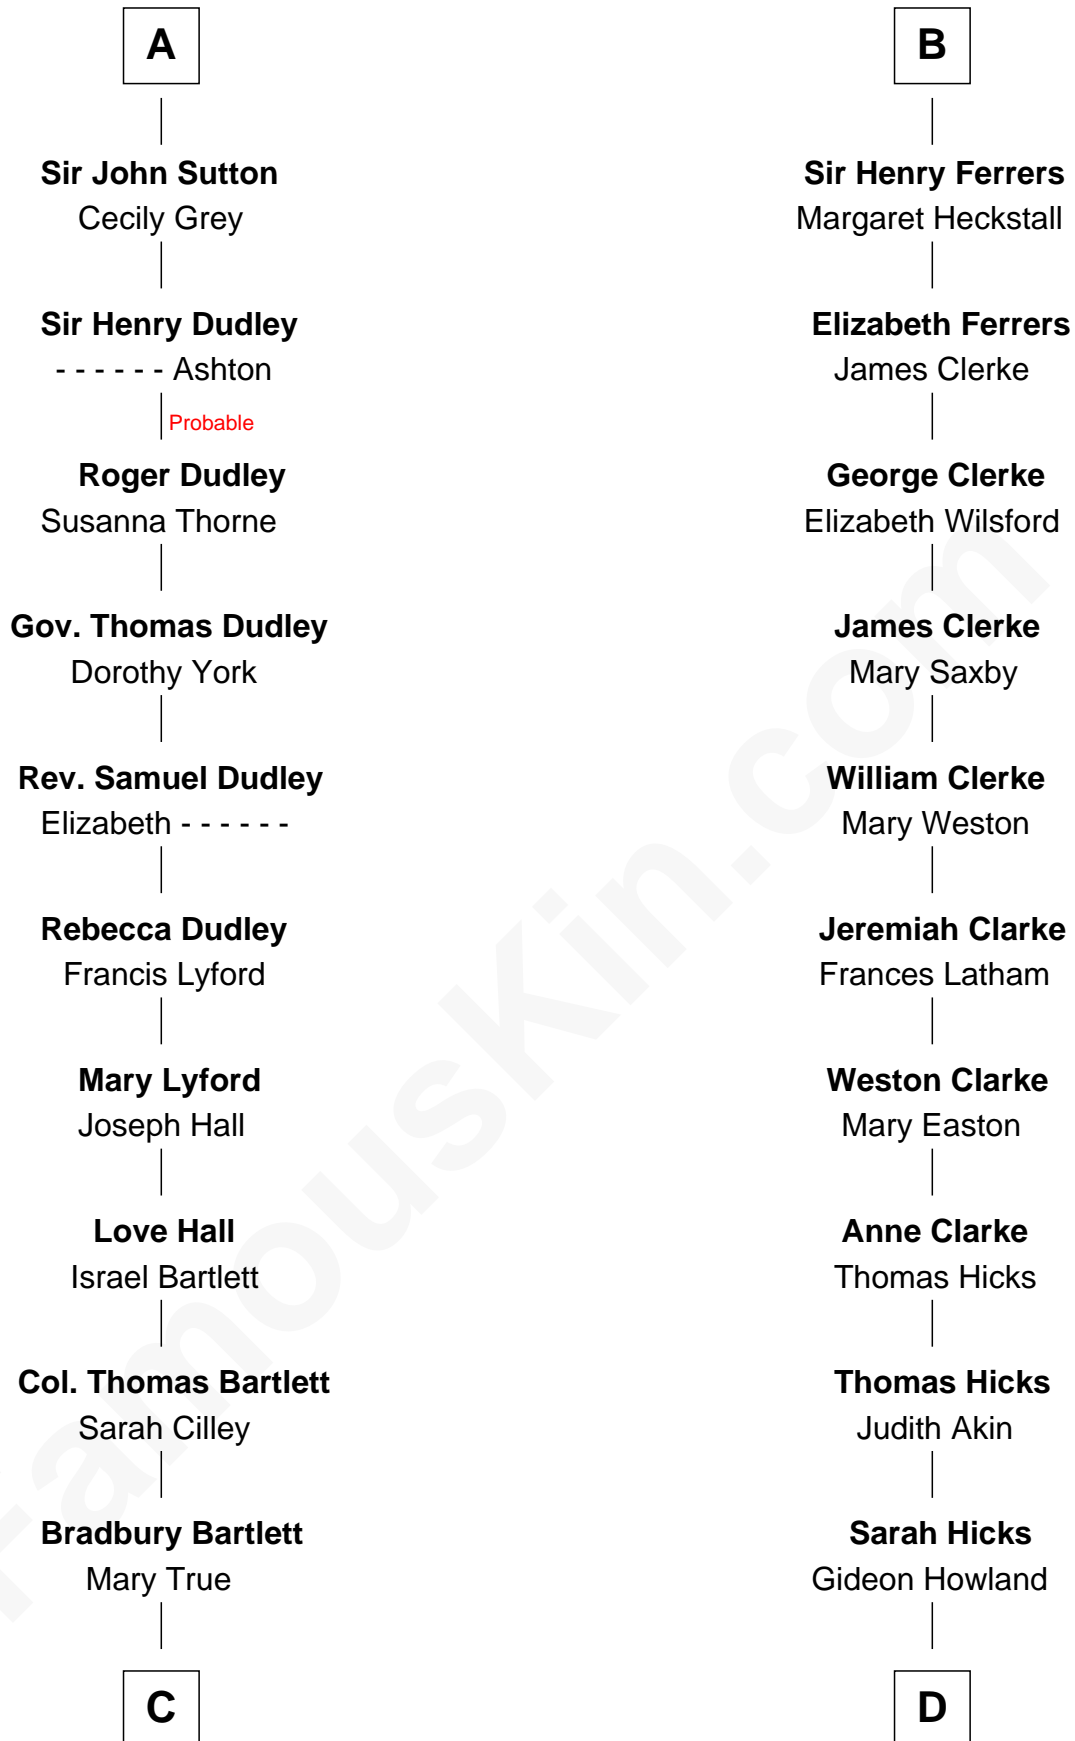 A
Sir John Sutton
Cecily Grey
Sir Henry Dudley
- - - - - - Ashton
Probable
Roger Dudley
Susanna Thorne
Gov. Thomas Dudley
Dorothy York
Rev. Samuel Dudley
Elizabeth - - - - - -
Rebecca Dudley
Francis Lyford
Mary Lyford
Joseph Hall
Love Hall
Israel Bartlett
Col. Thomas Bartlett
Sarah Cilley
Bradbury Bartlett
Mary True
C
B
Sir Henry Ferrers
Margaret Heckstall
Elizabeth Ferrers
James Clerke
George Clerke
Elizabeth Wilsford
James Clerke
Mary Saxby
William Clerke
Mary Weston
Jeremiah Clarke
Frances Latham
Weston Clarke
Mary Easton
Anne Clarke
Thomas Hicks
Thomas Hicks
Judith Akin
Sarah Hicks
Gideon Howland
D
FamousKin.com